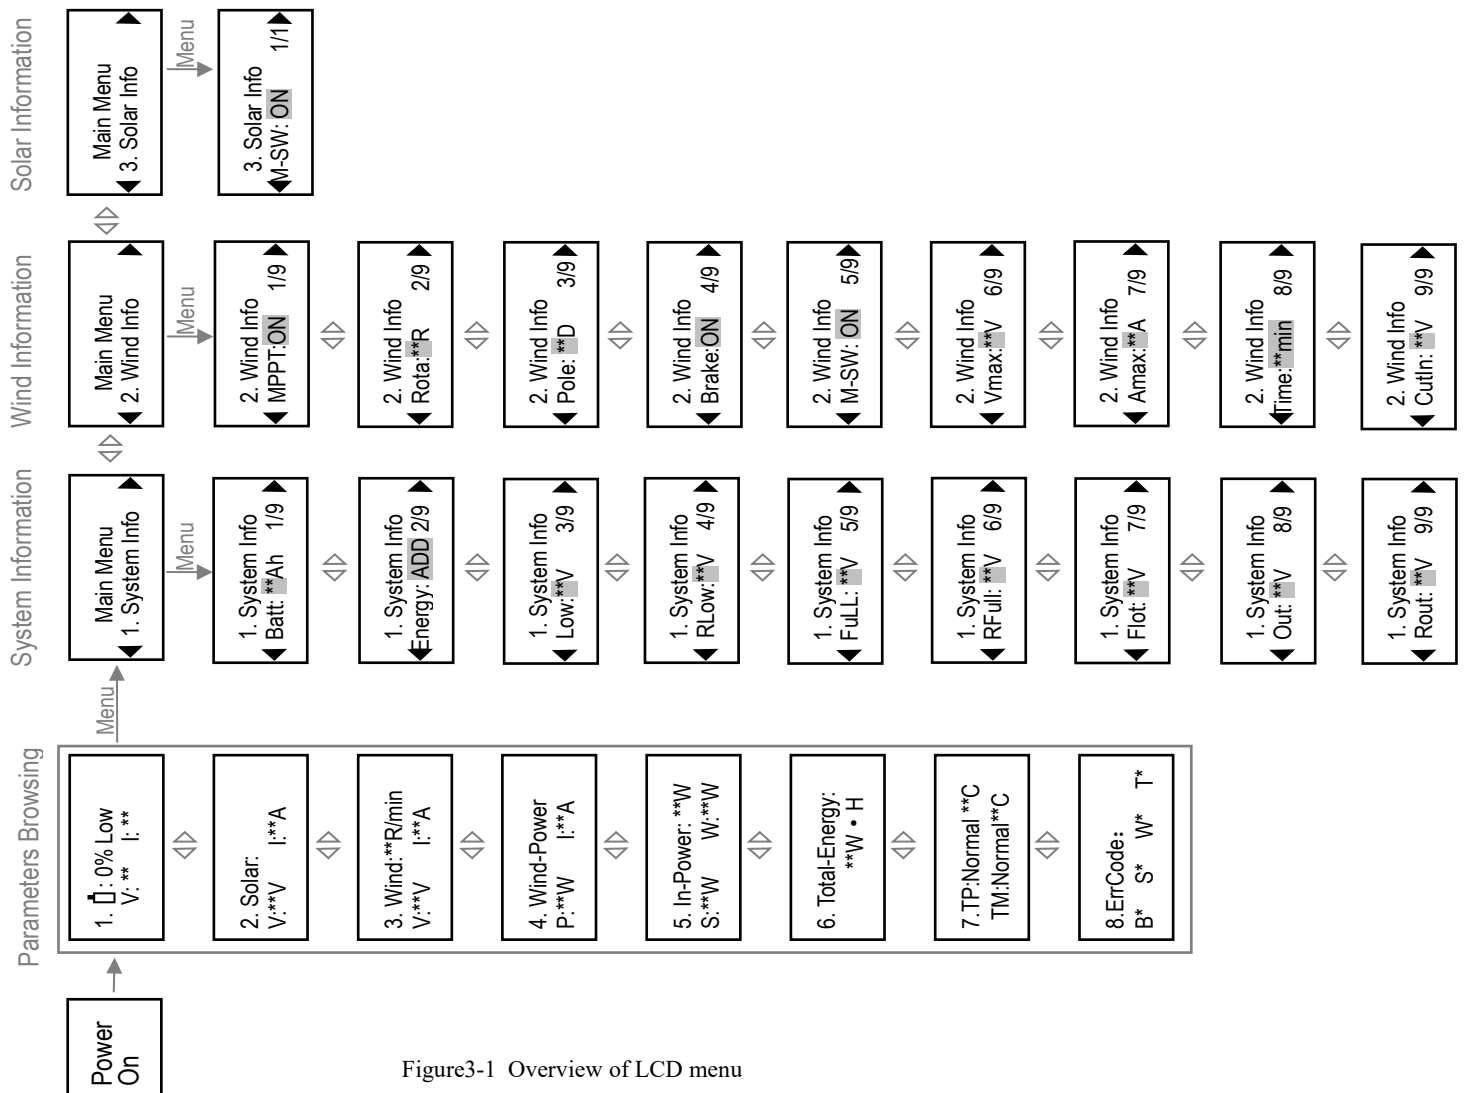 Power
On
Parameters Browsing
1. : 0% Low
V: ** I: **
2. Solar:
V:**V I:**A
3. Wind:**R/min
V:**V I:**A
4. Wind-Power
P:**W I:**A
5. In-Power: **W
S:**W W:**W
6. Total-Energy:
**W • H
7.TP:Normal **C
TM:Normal**C
8.ErrCode:
B* S* W* T*
Menu
System Information
Main Menu
1. System Info
Menu
1. System Info
Batt: **Ah 1/9
1. System Info
Energy: ADD 2/9
1. System Info
Low:**V 3/9
1. System Info
RLow:**V 4/9
1. System Info
FuLL: **V 5/9
1. System Info
RFull: **V 6/9
1. System Info
Flot: **V 7/9
1. System Info
Out: **V 8/9
1. System Info
Rout: **V 9/9
Wind Information
Main Menu
2. Wind Info
Menu
2. Wind Info
MPPT:ON 1/9
2. Wind Info
Rota:**R 2/9
2. Wind Info
Pole: **D 3/9
2. Wind Info
Brake:ON 4/9
2. Wind Info
M-SW: ON 5/9
2. Wind Info
Vmax:**V 6/9
2. Wind Info
Amax:**A 7/9
2. Wind Info
Time:**min 8/9
2. Wind Info
CutIn: **V 9/9
Solar Information
Main Menu
3. Solar Info
Menu
3. Solar Info
M-SW: ON 1/1
Figure3-1 Overview of LCD menu